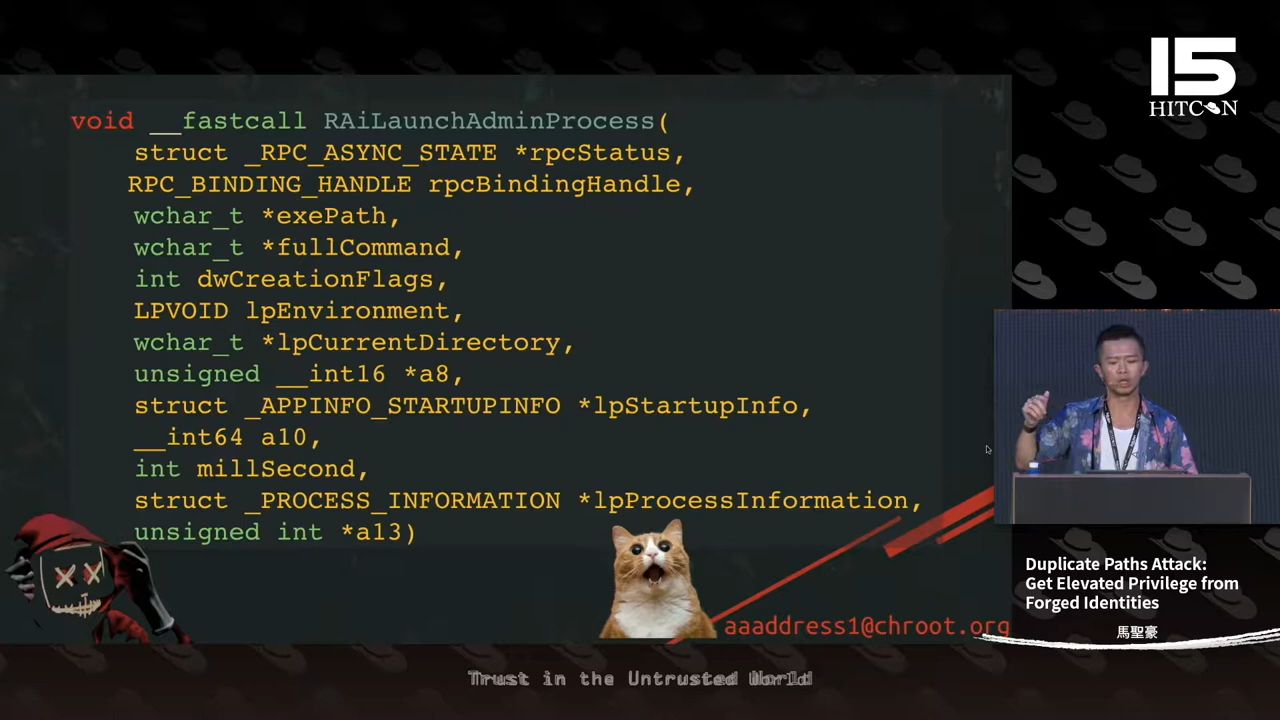 void __fastcall RAiLaunchAdminProcess(
struct _RPC_ASYNC_STATE *rpcStatus,
RPC_BINDING_HANDLE rpcBindingHandle,
wchar_t *exePath,
wchar_t *fullCommand,
int dwCreationFlags,
LPVOID lpEnvironment,
wchar_t *lpCurrentDirectory,
unsigned __int16 *a8,
struct _APPINFO_STARTUPINFO *lpStartupInfo,
__int64 a10,
int millSecond,
struct _PROCESS_INFORMATION *lpProcessInformation,
unsigned int *a13)
aaaddress1@chroot.org
15
HITCON
Duplicate Paths Attack:
Get Elevated Privilege from
Forged Identities
馬聖豪
Trust in the Untrusted World